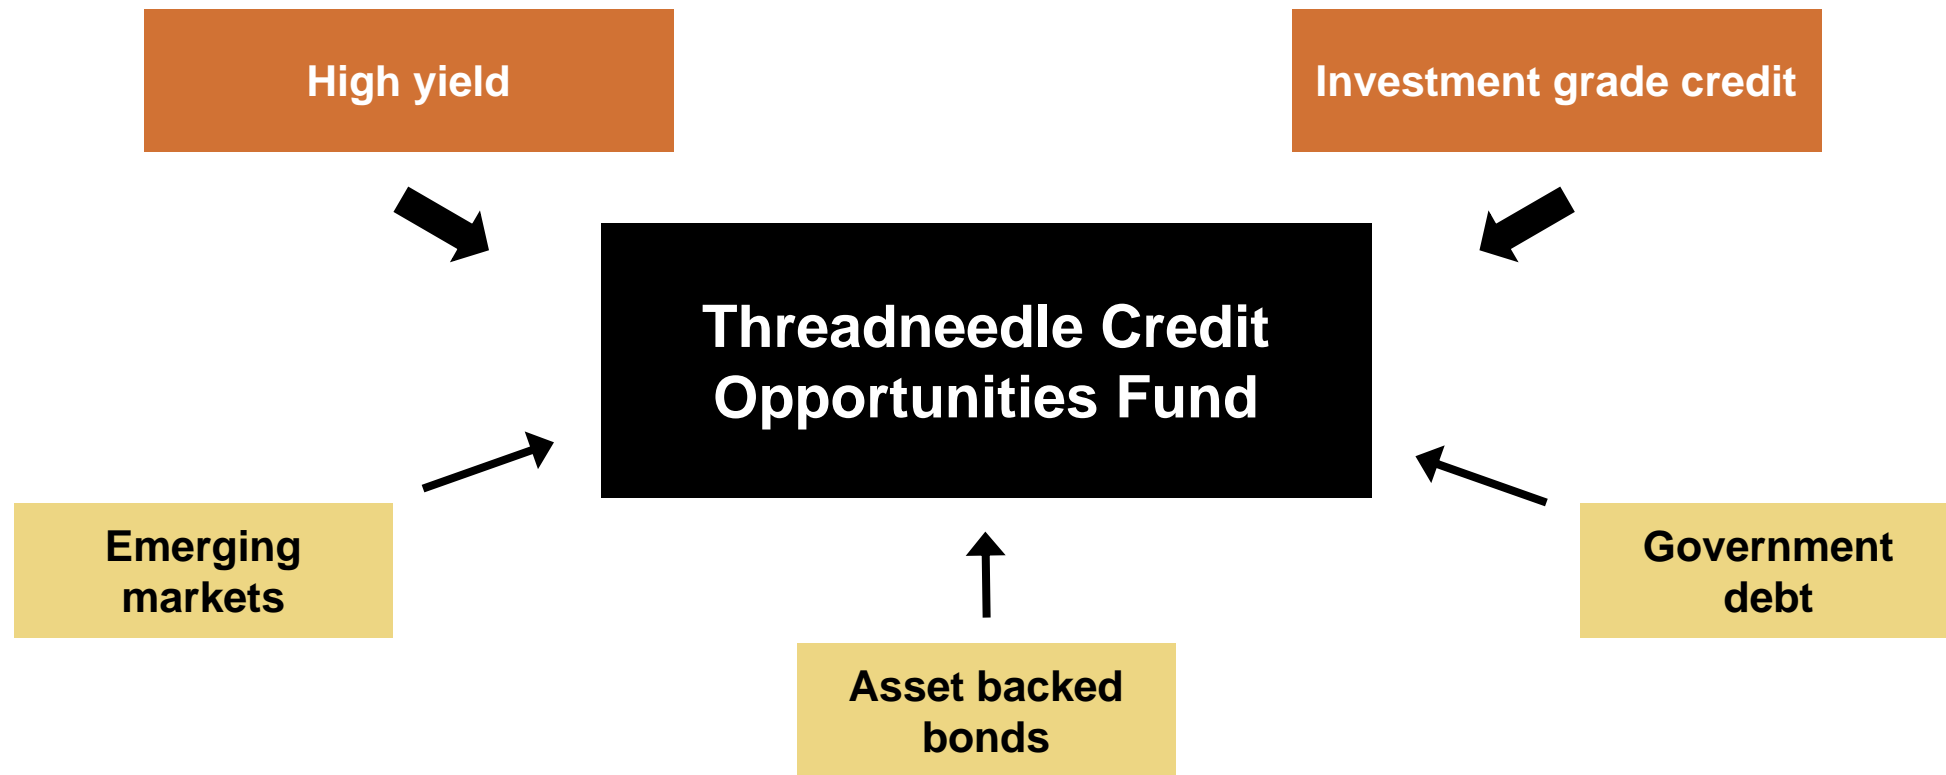 High yield
Investment grade credit
Threadneedle Credit
Opportunities Fund
Emerging
markets
Government
debt
Asset backed
bonds